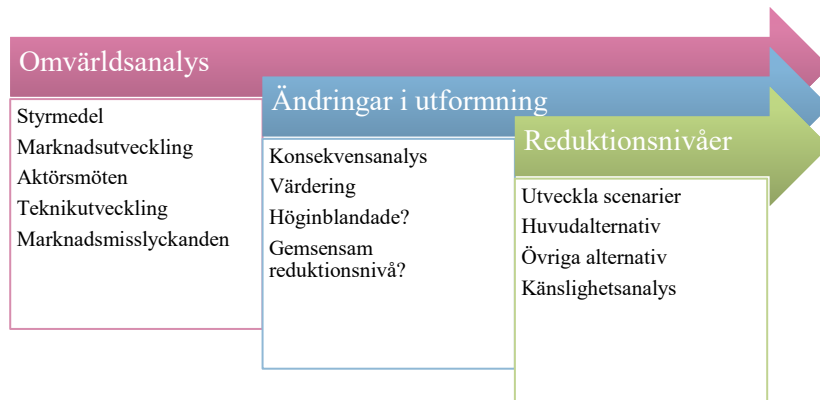 Omvärldsanalys
Styrmedel
Marknadsutveckling
Aktörsmöten
Teknikutveckling
Marknadsmisslyckanden
Ändringar i utformning
Konsekvensanalys
Värdering
Höginblandade?
Gemsensam
reduktionsnivå?
Reduktionsnivåer
Utveckla scenarier
Huvudalternativ
Övriga alternativ
Känslighetsanalys